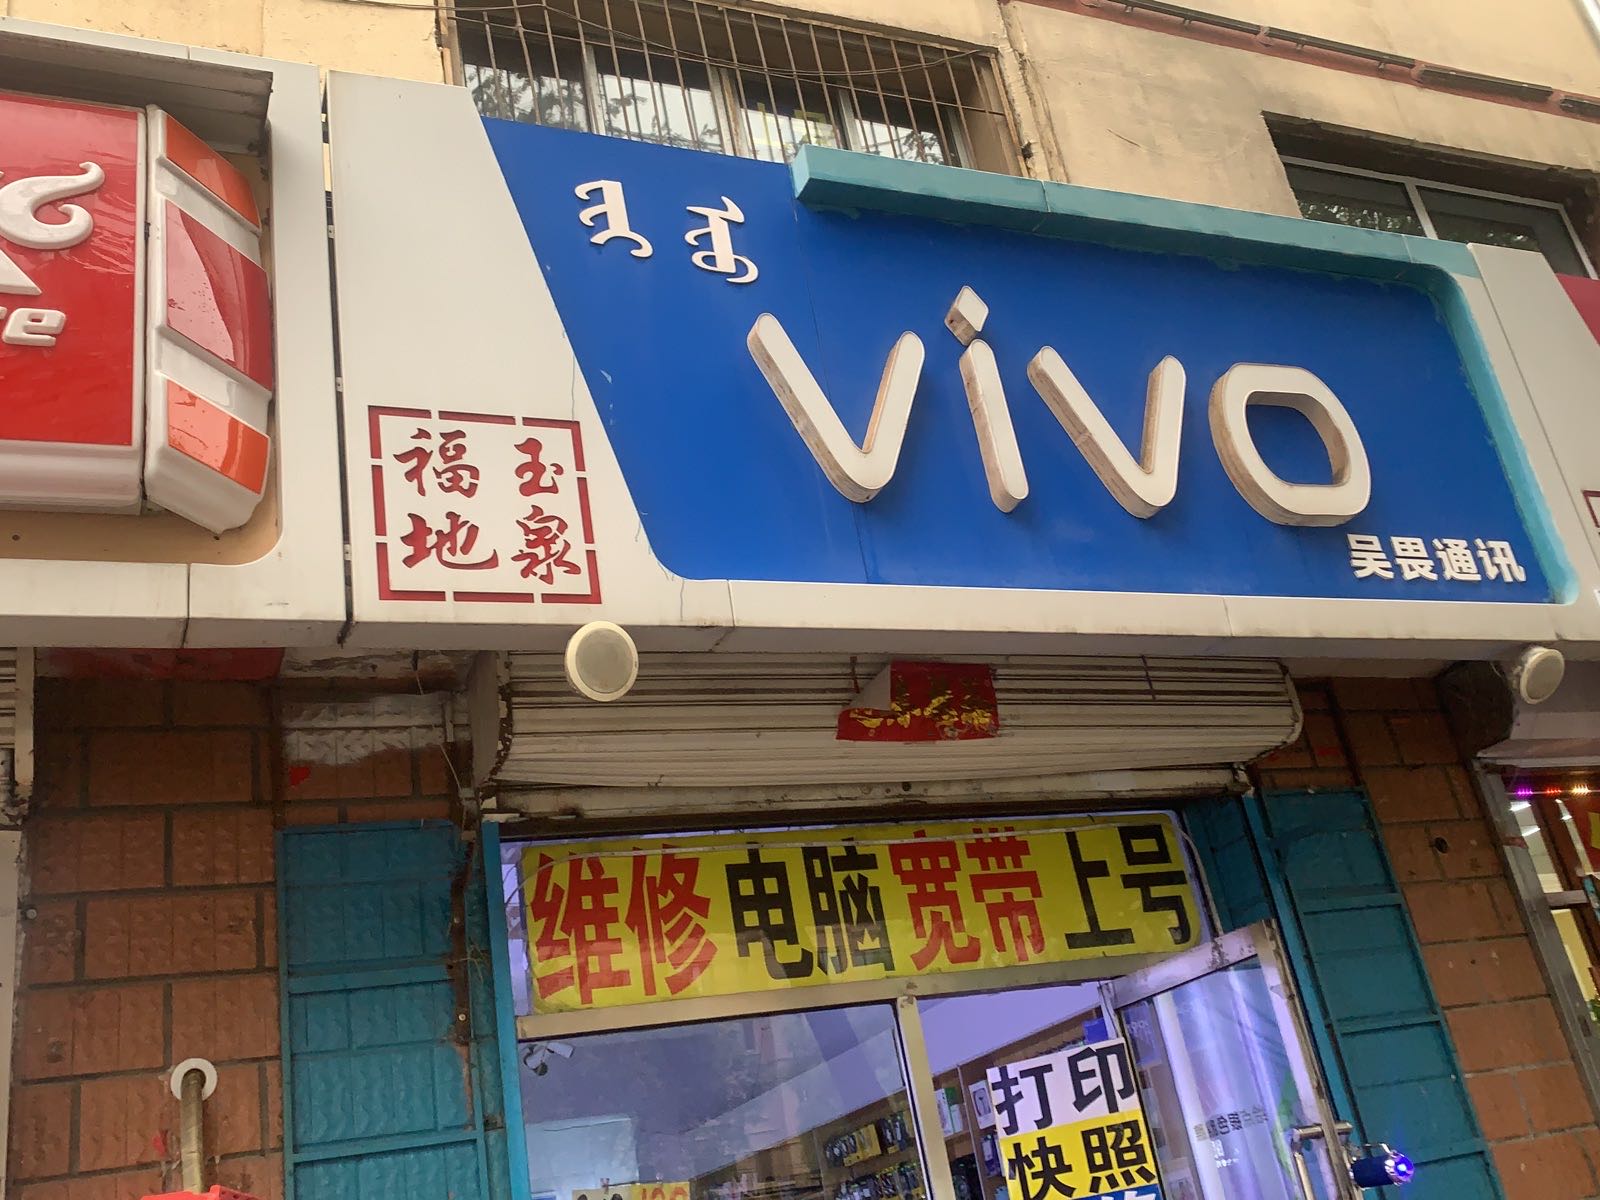 vivo
吴畏通讯
玉泉
福地
维修电脑宽带上号
打印
快照